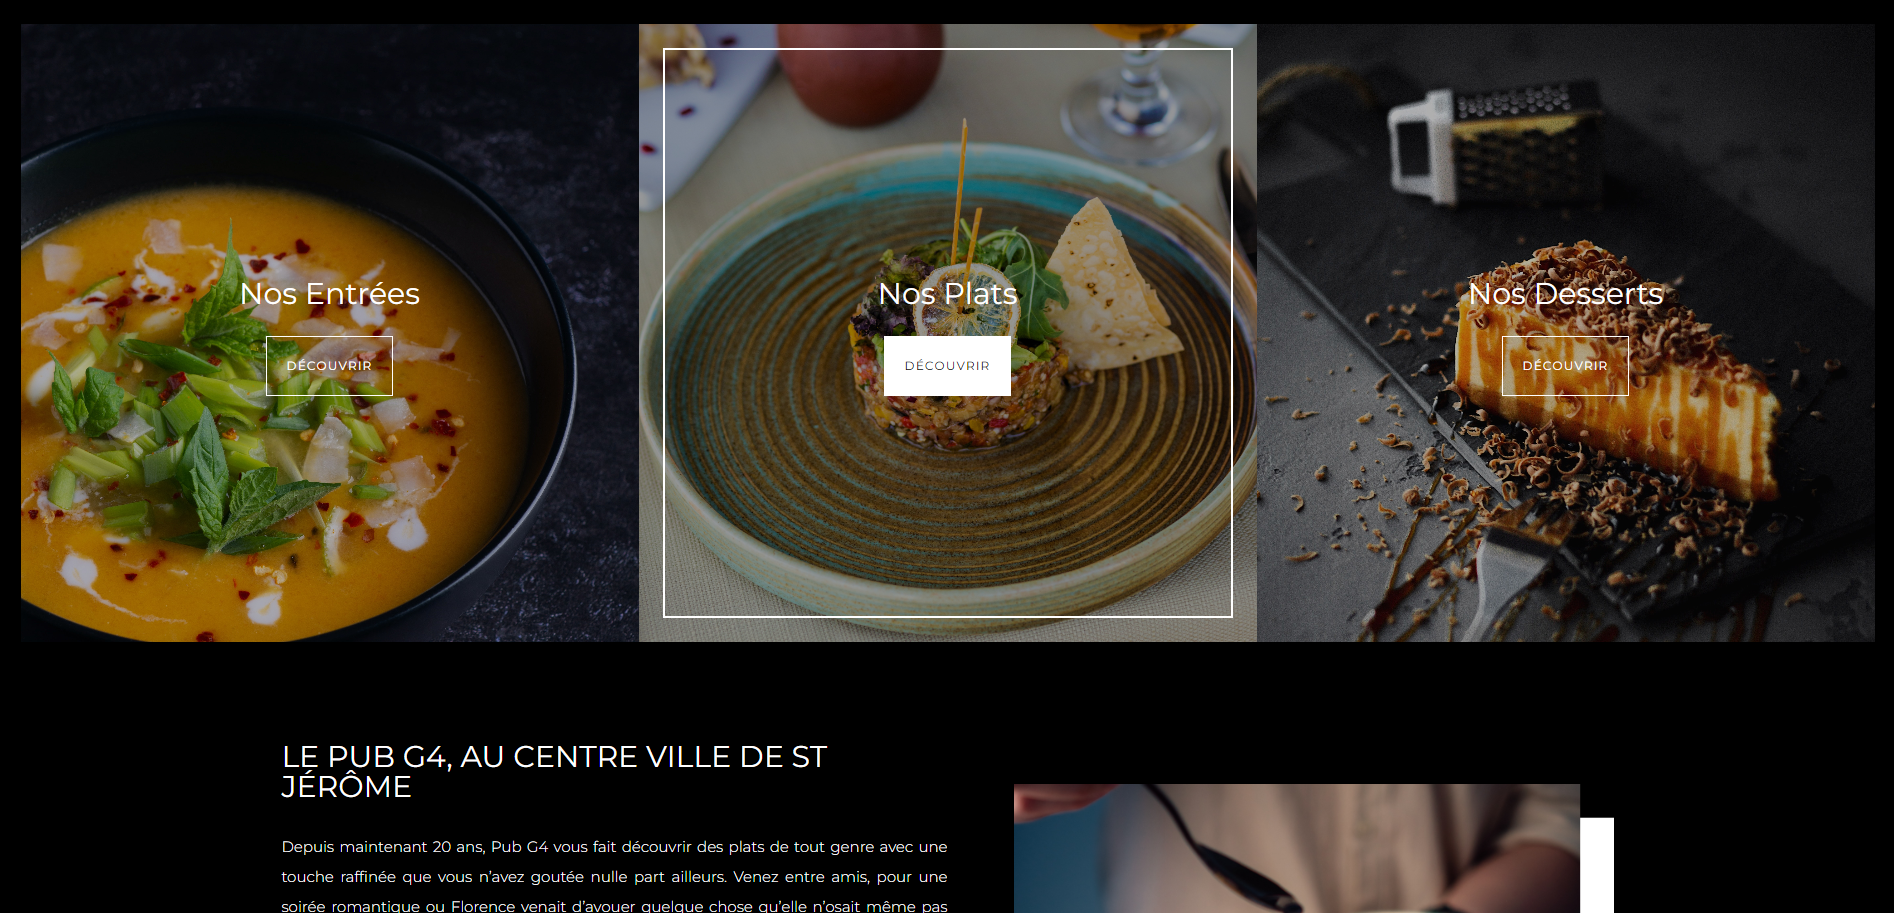 Nos Entrées
DÉCOUVRIR
Nos Plats
DÉCOUVRIR
Nos Desserts
DÉCOUVRIR
LE PUB G4, AU CENTRE VILLE DE ST
JÉRÔME
Depuis maintenant 20 ans, Pub G4 vous fait découvrir des plats de tout genre avec une
touche raffinée que vous n’avez goutée nulle part ailleurs. Venez entre amis, pour une
soirée romantique ou Florence venait d’avouer quelque chose qu’elle n’osait même pas